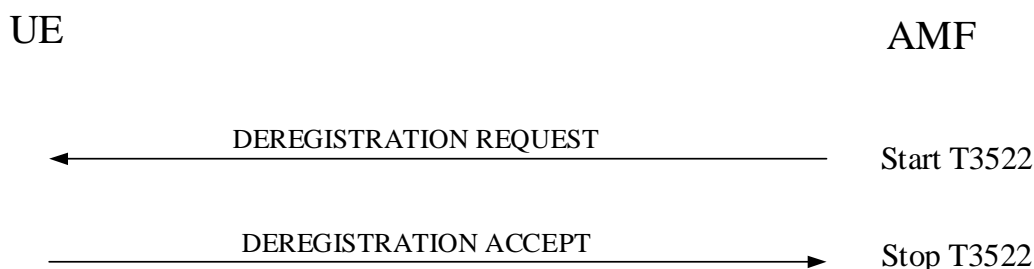 UE
AMF
DEREGISTRATION REQUEST
Start T3522
DEREGISTRATION ACCEPT
Stop T3522